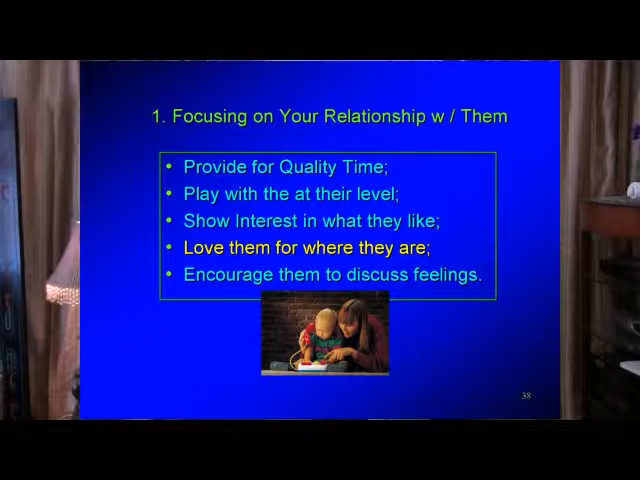 1. Focusing on Your Relationship w / Them
• Provide for Quality Time;
• Play with the at their level;
• Show Interest in what they like;
• Love them for where they are;
• Encourage them to discuss feelings.
38